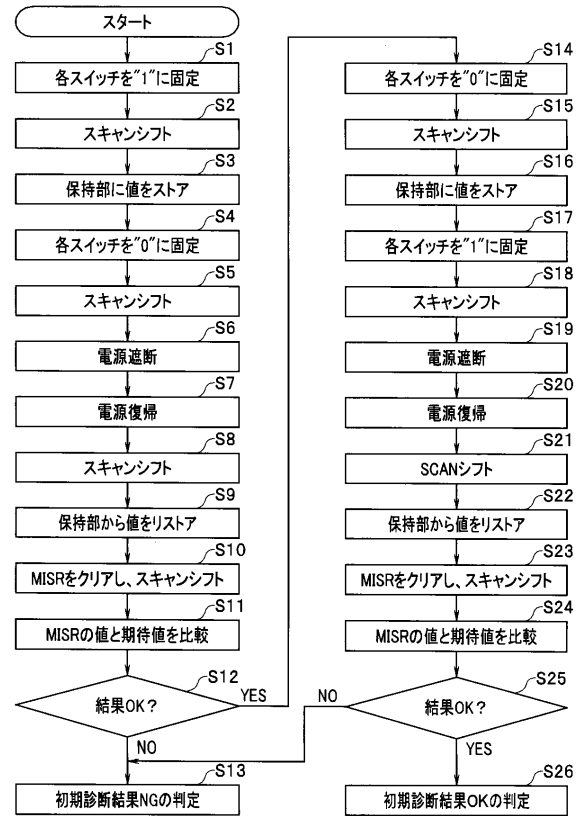 スタート
S1
各スイッチを"1"に固定
S2
スキャンシフト
S3
保持部に値をストア
S4
各スイッチを"0"に固定
S5
スキャンシフト
S6
電源遮断
S7
電源復帰
S8
スキャンシフト
S9
保持部から値をリストア
S10
MISRをクリアし、スキャンシフト
S11
MISRの値と期待値を比較
S12
結果OK?
YES
NO
S13
初期診断結果NGの判定
S14
各スイッチを"0"に固定
S15
スキャンシフト
S16
保持部に値をストア
S17
各スイッチを"1"に固定
S18
スキャンシフト
S19
電源遮断
S20
電源復帰
S21
SCANシフト
S22
保持部から値をリストア
S23
MISRをクリアし、スキャンシフト
S24
MISRの値と期待値を比較
S25
結果OK?
NO
YES
S26
初期診断結果OKの判定